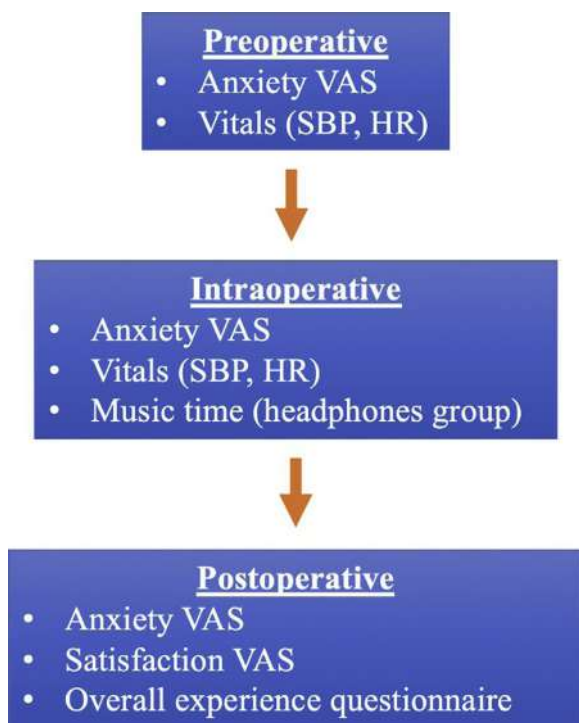 Preoperative
• Anxiety VAS
• Vitals (SBP, HR)
Intraoperative
• Anxiety VAS
• Vitals (SBP, HR)
• Music time (headphones group)
Postoperative
• Anxiety VAS
• Satisfaction VAS
• Overall experience questionnaire